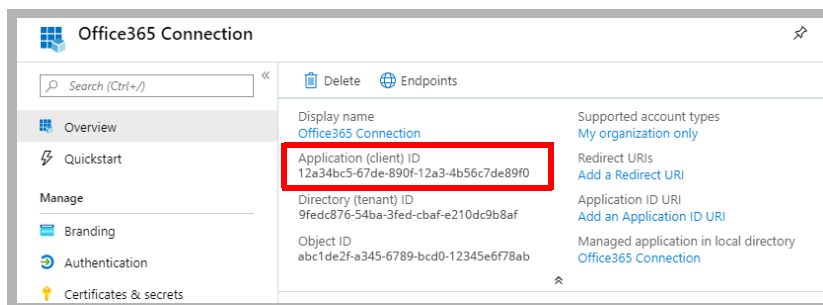 Office365 Connection
Search (Ctrl+/)
Overview
Quickstart
Manage
Branding
Authentication
Certificates & secrets
Delete
Endpoints
Display name
Office365 Connection
Application (client) ID
12a34bc5-67de-890f-12a3-4b56c7de89f0
Directory (tenant) ID
9fedc876-54ba-3fed-cbaf-e210dc9b8af
Object ID
abc1de2f-a345-6789-bcd0-12345e6f78ab
Supported account types
My organization only
Redirect URIs
Add a Redirect URI
Application ID URI
Add an Application ID URI
Managed application in local directory
Office365 Connection